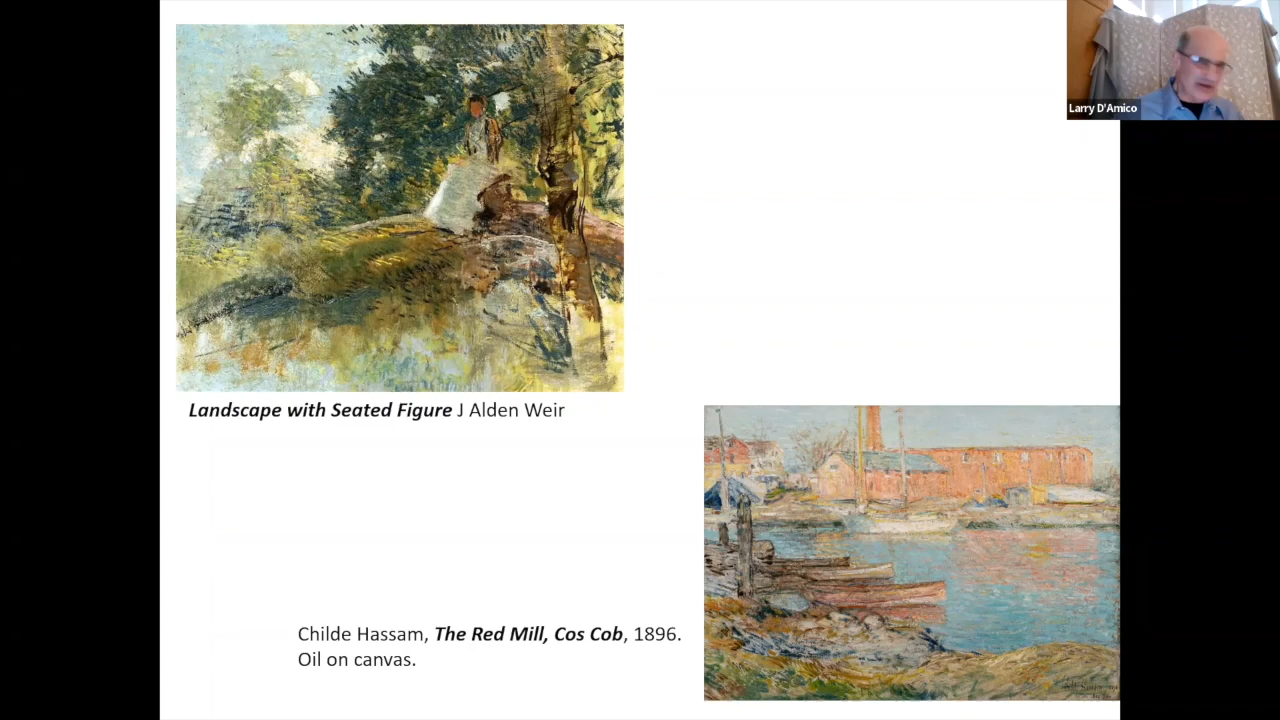 Larry D'Amico
Landscape with Seated Figure J Alden Weir
Childe Hassam, The Red Mill, Cos Cob, 1896.
Oil on canvas.